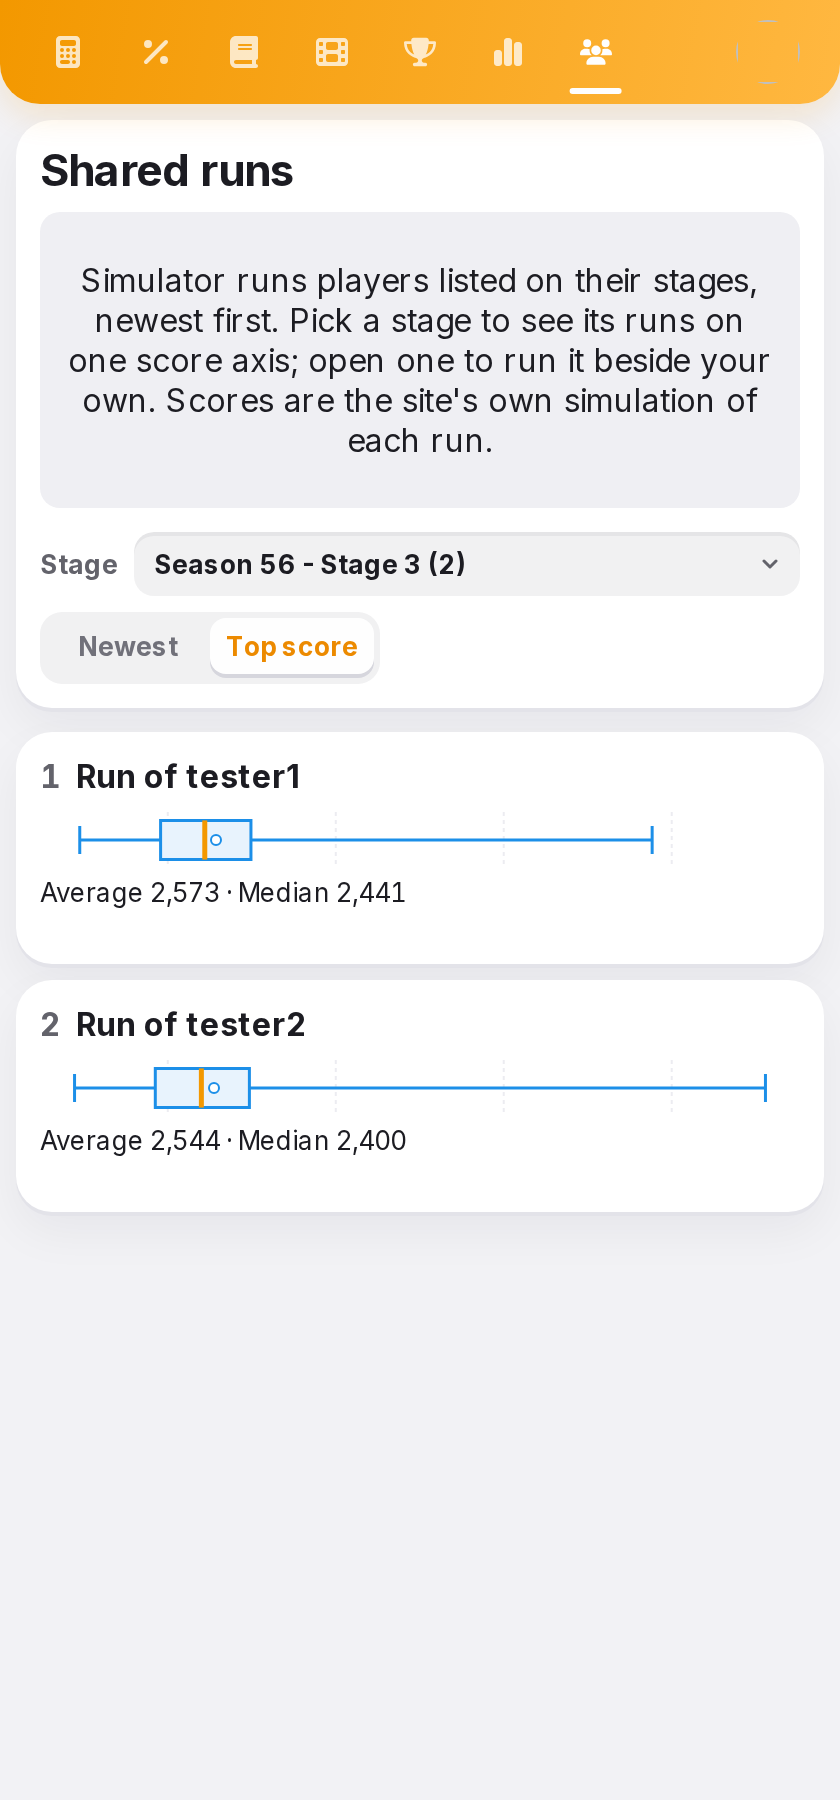 Shared runs
Simulator runs players listed on their stages,
newest first. Pick a stage to see its runs on
one score axis; open one to run it beside your
own. Scores are the site's own simulation of
each run.
Stage
Season 56 - Stage 3 (2)
Newest Top score
1 Run of tester1
Average 2,573 · Median 2,441
2 Run of tester2
Average 2,544 · Median 2,400